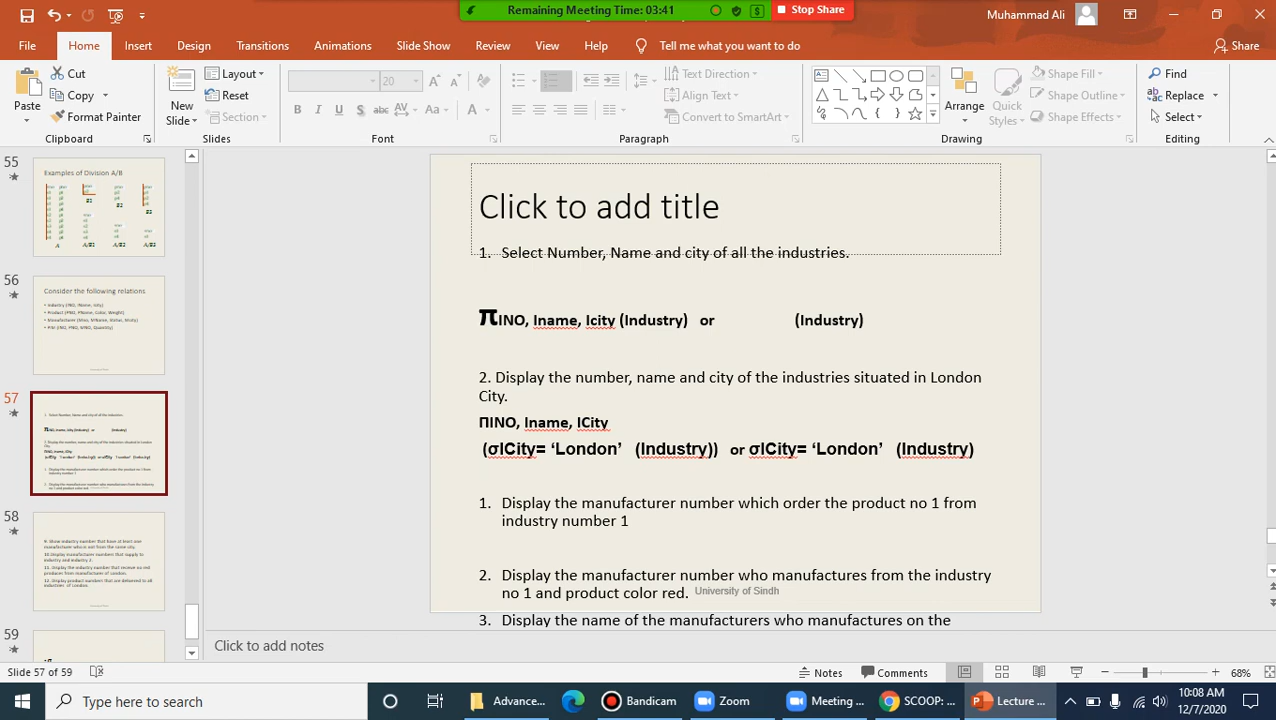 Remaining Meeting Time: 03:41
Stop Share
Muhammad Ali
File Home Insert Design Transitions Animations Slide Show Review View Help Tell me what you want to do Share
Paste
Cut
Copy
Format Painter
Clipboard
New
Slide
Layout
Reset
Section
Slides
20
Font
Text Direction
Align Text
Convert to SmartArt
Paragraph
Arrange
Quick
Styles
Shape Fill
Shape Outline
Shape Effects
Drawing
Find
Replace
Select
Editing
55
Examples of Division A/B
56
Consider the following relations
57
58
59
Click to add title
1. Select Number, Name and city of all the industries.
πINO, Iname, Icity (Industry) or (Industry)
2. Display the number, name and city of the industries situated in London
City.
ΠINO, Iname, ICity
(σICity= ‘London’ (Industry)) or σICity= ‘London’ (Industry)
1. Display the manufacturer number which order the product no 1 from
industry number 1
2. Display the manufacturer number who manufactures from the industry
no 1 and product color red.
University of Sindh
3. Display the name of the manufacturers who manufactures on the
Click to add notes
Slide 57 of 59
Notes Comments 68%
Type here to search
Advance...
Bandicam
Zoom
Meeting ...
SCOOP: ...
Lecture ...
10:08 AM
12/7/2020